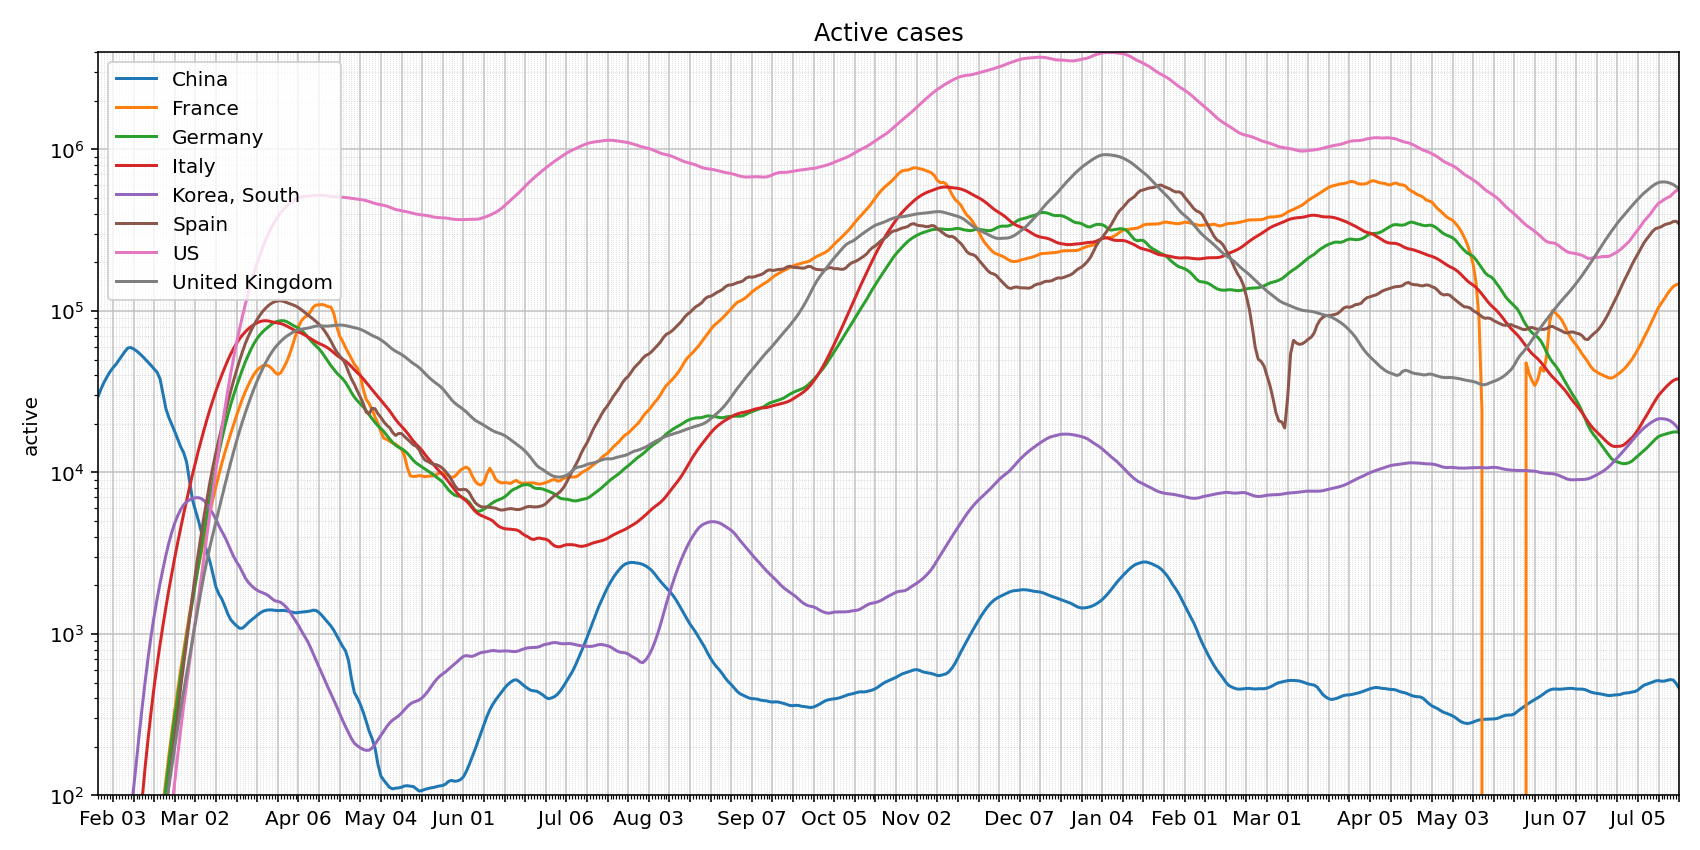 Active cases
China
France
Germany
Italy
Korea, South
Spain
US
United Kingdom
active
10^6
10^5
10^4
10^3
10^2
Feb 03 Mar 02 Apr 06 May 04 Jun 01 Jul 06 Aug 03 Sep 07 Oct 05 Nov 02 Dec 07 Jan 04 Feb 01 Mar 01 Apr 05 May 03 Jun 07 Jul 05